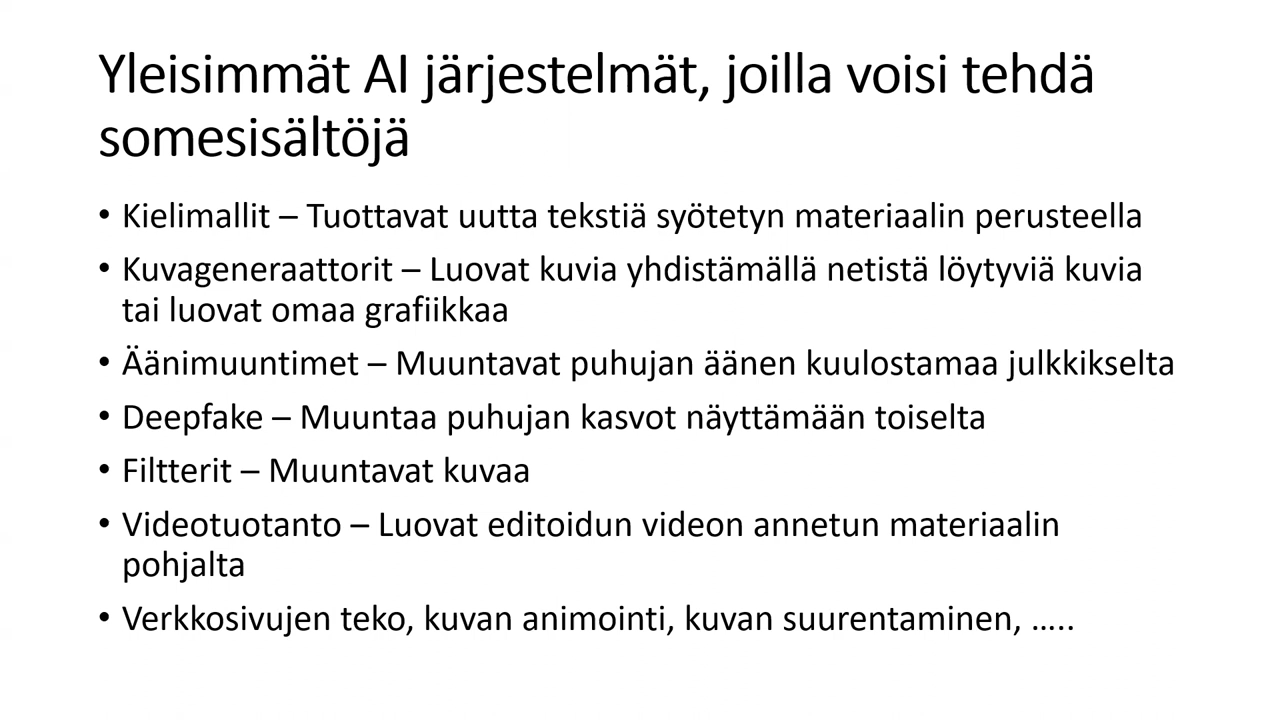 Yleisimmät AI järjestelmät, joilla voisi tehdä
somesisältöjä
• Kielimallit – Tuottavat uutta tekstiä syötetyn materiaalin perusteella
• Kuvageneraattorit – Luovat kuvia yhdistämällä netistä löytyviä kuvia
tai luovat omaa grafiikkaa
• Äänimuuntimet – Muuntavat puhujan äänen kuulostamaa julkkikselta
• Deepfake – Muuntaa puhujan kasvot näyttämään toiselta
• Filtterit – Muuntavat kuvaa
• Videotuotanto – Luovat editoidun videon annetun materiaalin
pohjalta
• Verkkosivujen teko, kuvan animointi, kuvan suurentaminen, …..